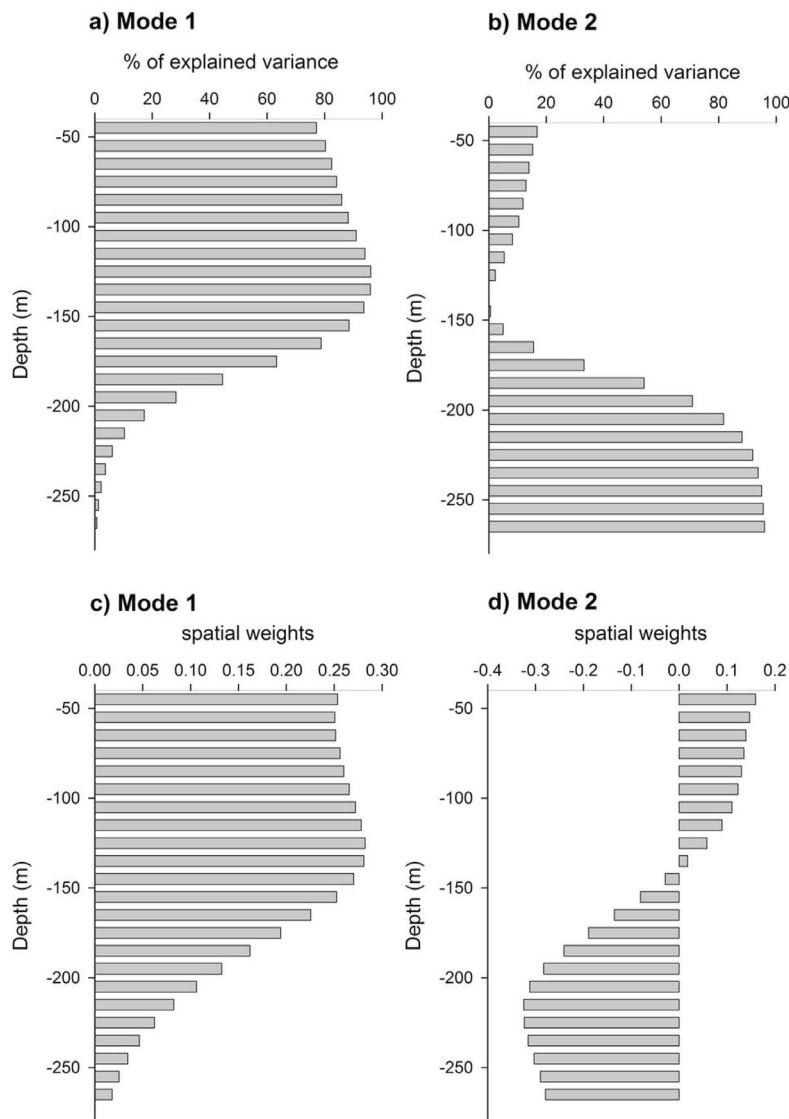 a) Mode 1
% of explained variance
0 20 40 60 80 100
-50
-100
-150
-200
-250
Depth (m)
b) Mode 2
% of explained variance
0 20 40 60 80 100
-50
-100
-150
-200
-250
Depth (m)
c) Mode 1
spatial weights
0.00 0.05 0.10 0.15 0.20 0.25 0.30
-50
-100
-150
-200
-250
Depth (m)
d) Mode 2
spatial weights
-0.4 -0.3 -0.2 -0.1 0.0 0.1 0.2
-50
-100
-150
-200
-250
Depth (m)